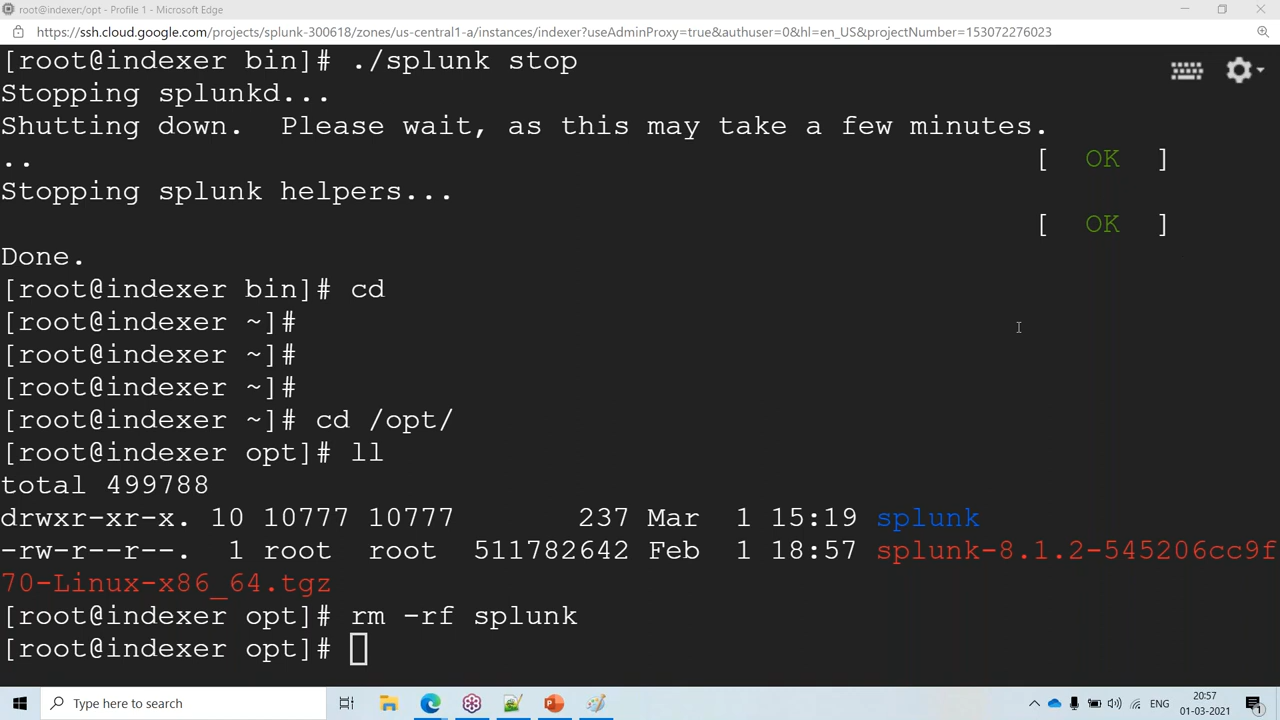 root@indexer:/opt - Profile 1 - Microsoft Edge
https://ssh.cloud.google.com/projects/splunk-300618/zones/us-central1-a/instances/indexer?useAdminProxy=true&authuser=0&hl=en_US&projectNumber=153072276023
[root@indexer bin]# ./splunk stop
Stopping splunkd...
Shutting down.  Please wait, as this may take a few minutes.
..                                                         [  OK  ]
Stopping splunk helpers...
[  OK  ]
Done.
[root@indexer bin]# cd
[root@indexer ~]#
[root@indexer ~]#
[root@indexer ~]#
[root@indexer ~]# cd /opt/
[root@indexer opt]# ll
total 499788
drwxr-xr-x. 10 10777 10777       237 Mar  1 15:19 splunk
-rw-r--r--.  1 root  root  511782642 Feb  1 18:57 splunk-8.1.2-545206cc9f
70-Linux-x86_64.tgz
[root@indexer opt]# rm -rf splunk
[root@indexer opt]#
Type here to search
ENG
20:57
01-03-2021
1